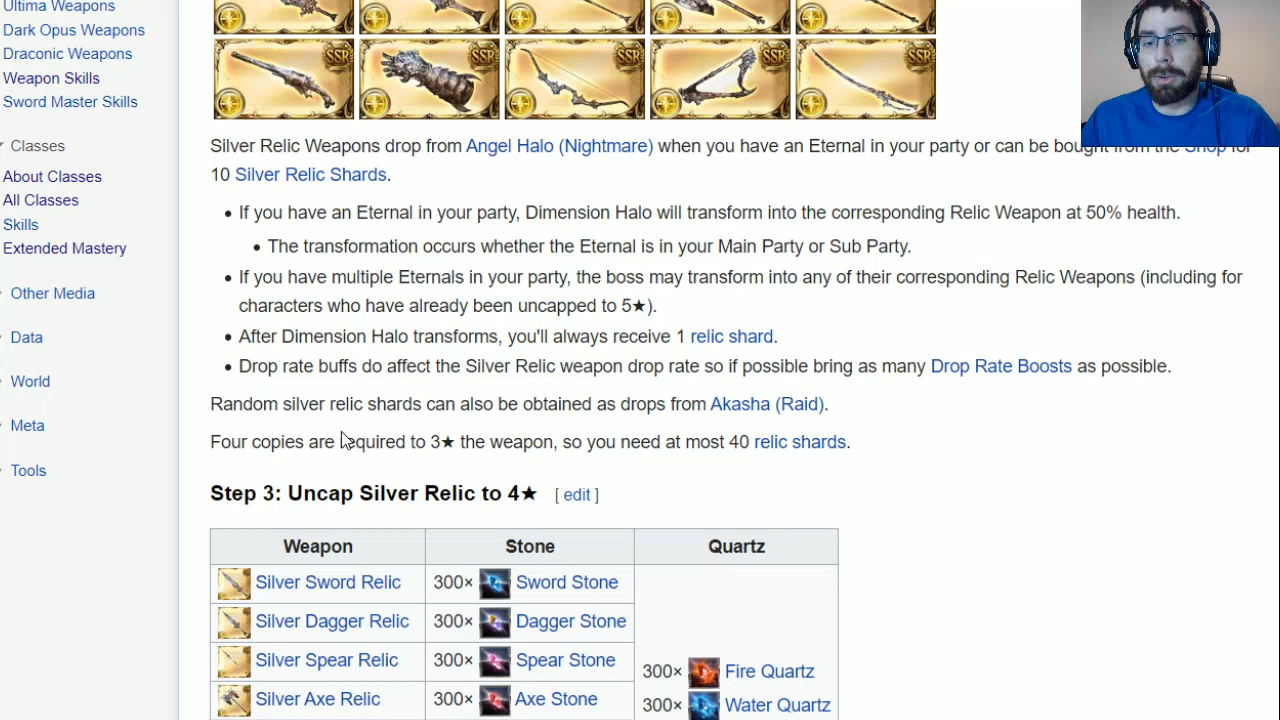 Ultima Weapons
Dark Opus Weapons
Draconic Weapons
Weapon Skills
Sword Master Skills
Classes
About Classes
All Classes
Skills
Extended Mastery
Other Media
Data
World
Meta
Tools
SSR SSR SSR SSR SSR
Silver Relic Weapons drop from Angel Halo (Nightmare) when you have an Eternal in your party or can be bought from the Shop for
10 Silver Relic Shards.
If you have an Eternal in your party, Dimension Halo will transform into the corresponding Relic Weapon at 50% health.
The transformation occurs whether the Eternal is in your Main Party or Sub Party.
If you have multiple Eternals in your party, the boss may transform into any of their corresponding Relic Weapons (including for
characters who have already been uncapped to 5★).
After Dimension Halo transforms, you'll always receive 1 relic shard.
Drop rate buffs do affect the Silver Relic weapon drop rate so if possible bring as many Drop Rate Boosts as possible.
Random silver relic shards can also be obtained as drops from Akasha (Raid).
Four copies are required to 3★ the weapon, so you need at most 40 relic shards.
Step 3: Uncap Silver Relic to 4★ [ edit ]
Weapon Stone Quartz
Silver Sword Relic 300× Sword Stone
Silver Dagger Relic 300× Dagger Stone
Silver Spear Relic 300× Spear Stone
300× Fire Quartz
Silver Axe Relic 300× Axe Stone
300× Water Quartz